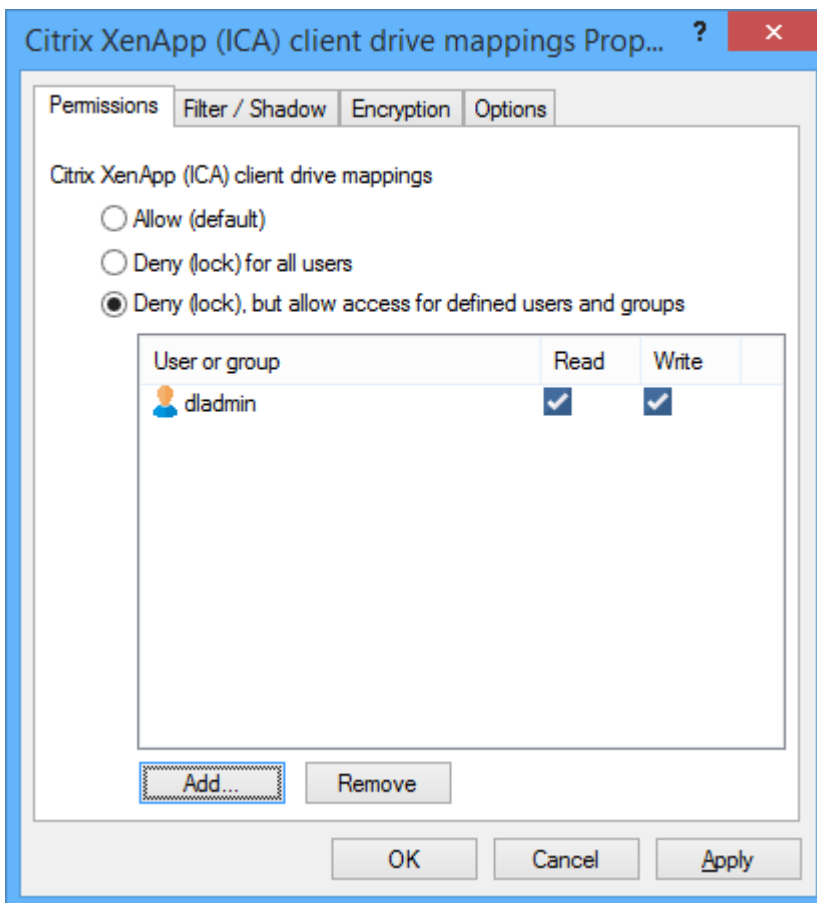 Citrix XenApp (ICA) client drive mappings Prop... ?
Permissions Filter / Shadow Encryption Options
Citrix XenApp (ICA) client drive mappings
Allow (default)
Deny (lock) for all users
Deny (lock), but allow access for defined users and groups
User or group Read Write
dladmin
Add... Remove
OK Cancel Apply